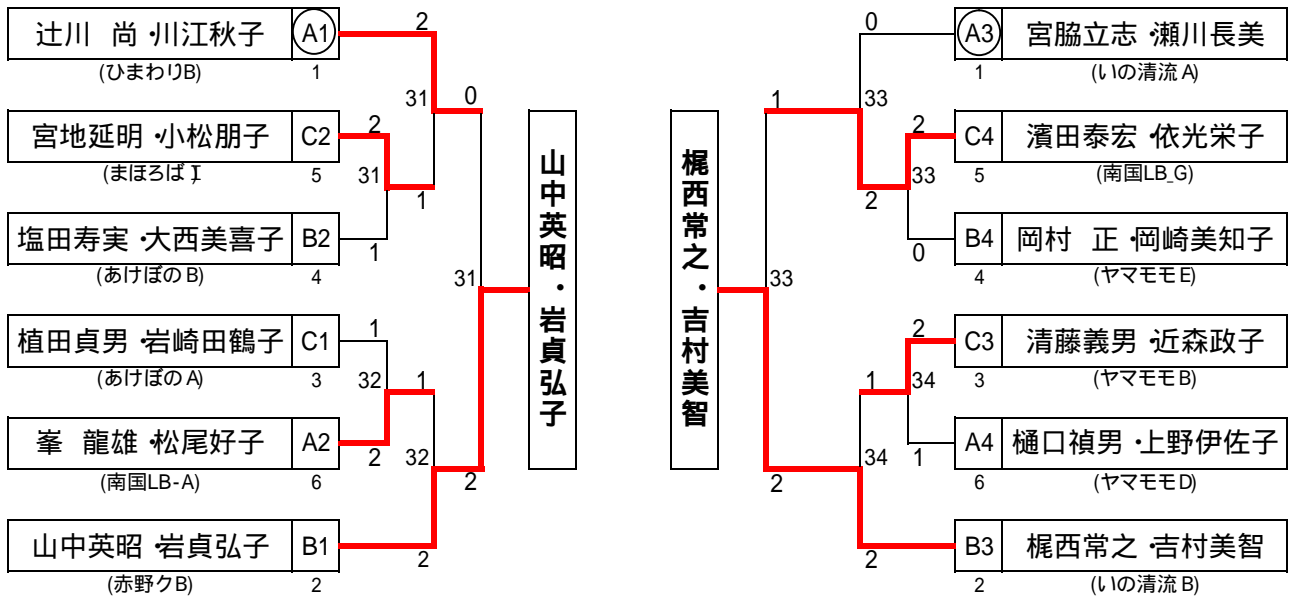 辻川 尚・川江秋子 A1
(ひまわりB) 1
2
31 0
宮地延明・小松朋子 C2
2
(まほろばI) 5
31
1
塩田寿実・大西美喜子 B2
1
(あけぼのB) 4
31
植田貞男・岩崎田鶴子 C1
1
(あけぼのA) 3
32 1
峯 龍雄・松尾好子 A2
2
(南国LB-A) 6
32
2
山中英昭・岩貞弘子 B1
2
(赤野クB) 2
山中英昭・岩貞弘子
梶西常之・吉村美智
0
A3 宮脇立志・瀬川長美
1 (いの清流A)
1 33
2
C4 濱田泰宏・依光栄子
5 (南国LB_G)
33
2
B4 岡村 正・岡崎美知子
0
4 (ヤマモモE)
33
2
C3 清藤義男・近森政子
3 (ヤマモモB)
1 34
A4 樋口禎男・上野伊佐子
1
6 (ヤマモモD)
34
2
B3 梶西常之・吉村美智
2
2 (いの清流B)